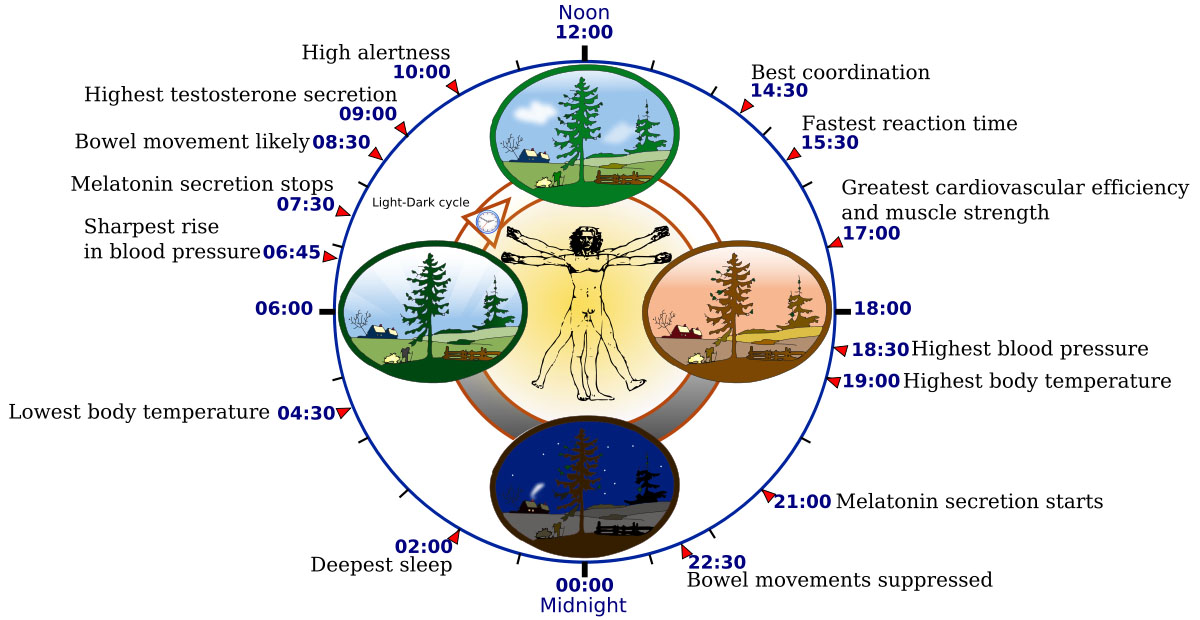 Noon
12:00
High alertness
10:00
Highest testosterone secretion
09:00
Bowel movement likely 08:30
Melatonin secretion stops
07:30
Sharpest rise
in blood pressure 06:45
06:00
Lowest body temperature 04:30
02:00
Deepest sleep
00:00
Midnight
Light-Dark cycle
Best coordination
14:30
Fastest reaction time
15:30
Greatest cardiovascular efficiency
and muscle strength
17:00
18:00
18:30 Highest blood pressure
19:00 Highest body temperature
21:00 Melatonin secretion starts
22:30
Bowel movements suppressed